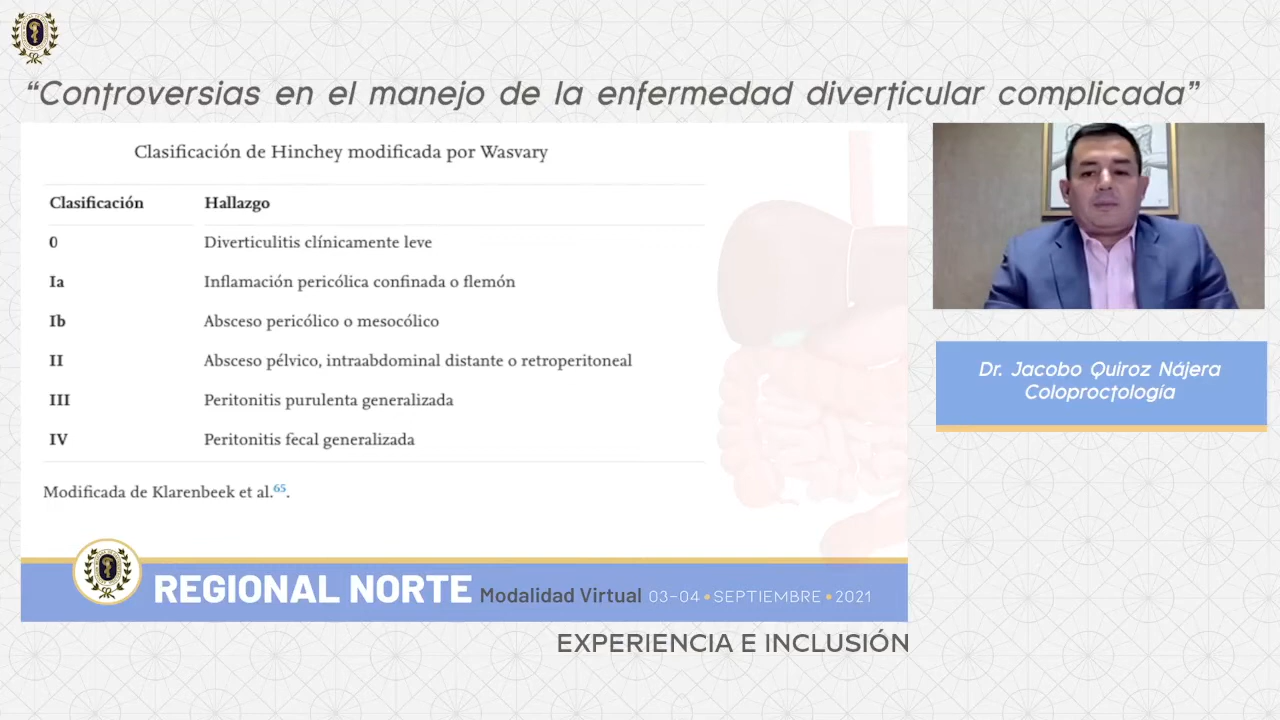 “Controversias en el manejo de la enfermedad diverticular complicada”
Clasificación de Hinchey modificada por Wasvary
Clasificación Hallazgo
0 Diverticulitis clínicamente leve
Ia Inflamación pericólica confinada o flemón
Ib Absceso pericólico o mesocólico
II Absceso pélvico, intraabdominal distante o retroperitoneal
III Peritonitis purulenta generalizada
IV Peritonitis fecal generalizada
Modificada de Klarenbeek et al.65.
Dr. Jacobo Quiroz Nájera
Coloproctología
REGIONAL NORTE Modalidad Virtual 03-04•SEPTIEMBRE•2021
EXPERIENCIA E INCLUSIÓN